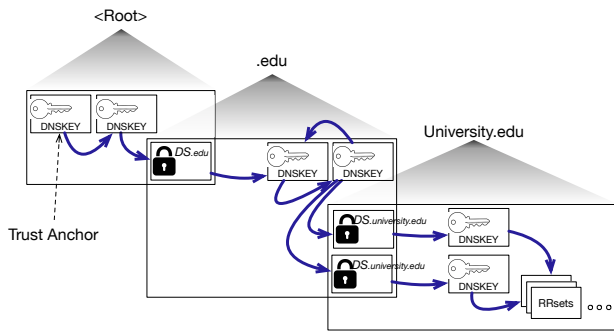 <Root>
.edu
University.edu
DNSKEY
DNSKEY
DS.edu
DNSKEY
DNSKEY
Trust Anchor
DS.university.edu
DNSKEY
DS.university.edu
DNSKEY
RRsets